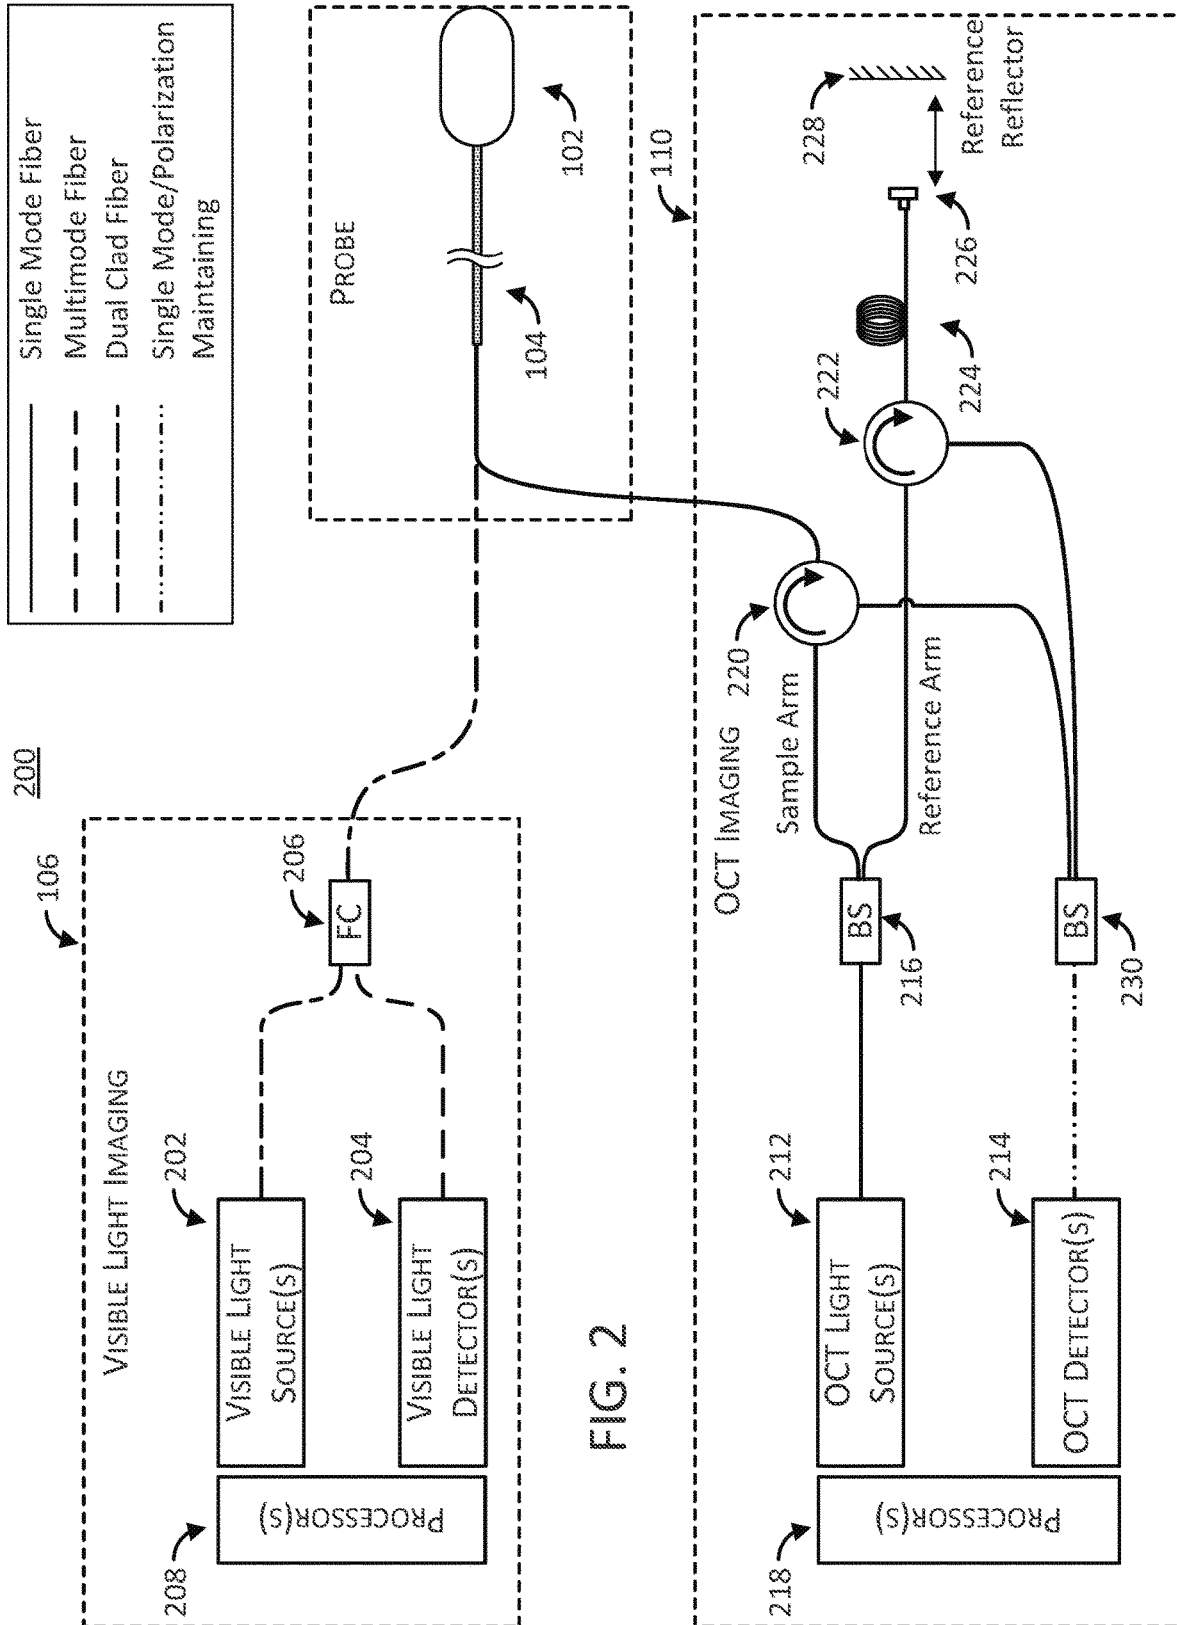 200
Single Mode Fiber
Multimode Fiber
Dual Clad Fiber
Single Mode/Polarization
Maintaining
106
VISIBLE LIGHT IMAGING
208
PROCESSOR(S)
202
VISIBLE LIGHT
SOURCE(S)
204
VISIBLE LIGHT
DETECTOR(S)
206
FC
PROBE
104
102
FIG. 2
110
OCT IMAGING
218
PROCESSOR(S)
212
OCT LIGHT
SOURCE(S)
214
OCT DETECTOR(S)
BS
216
BS
230
Sample Arm
Reference Arm
220
222
224
226
228
Reference
Reflector